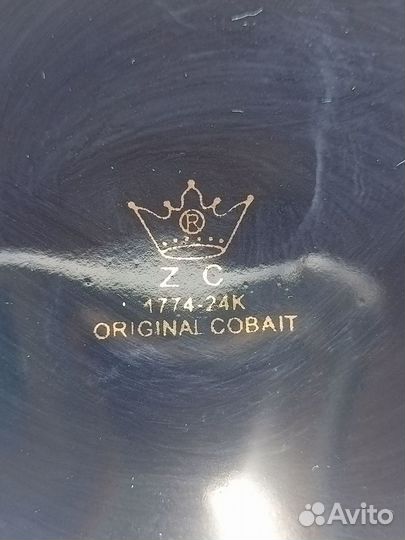 ®
Z C
1774-24K
ORIGINAL COBAIT
Avito